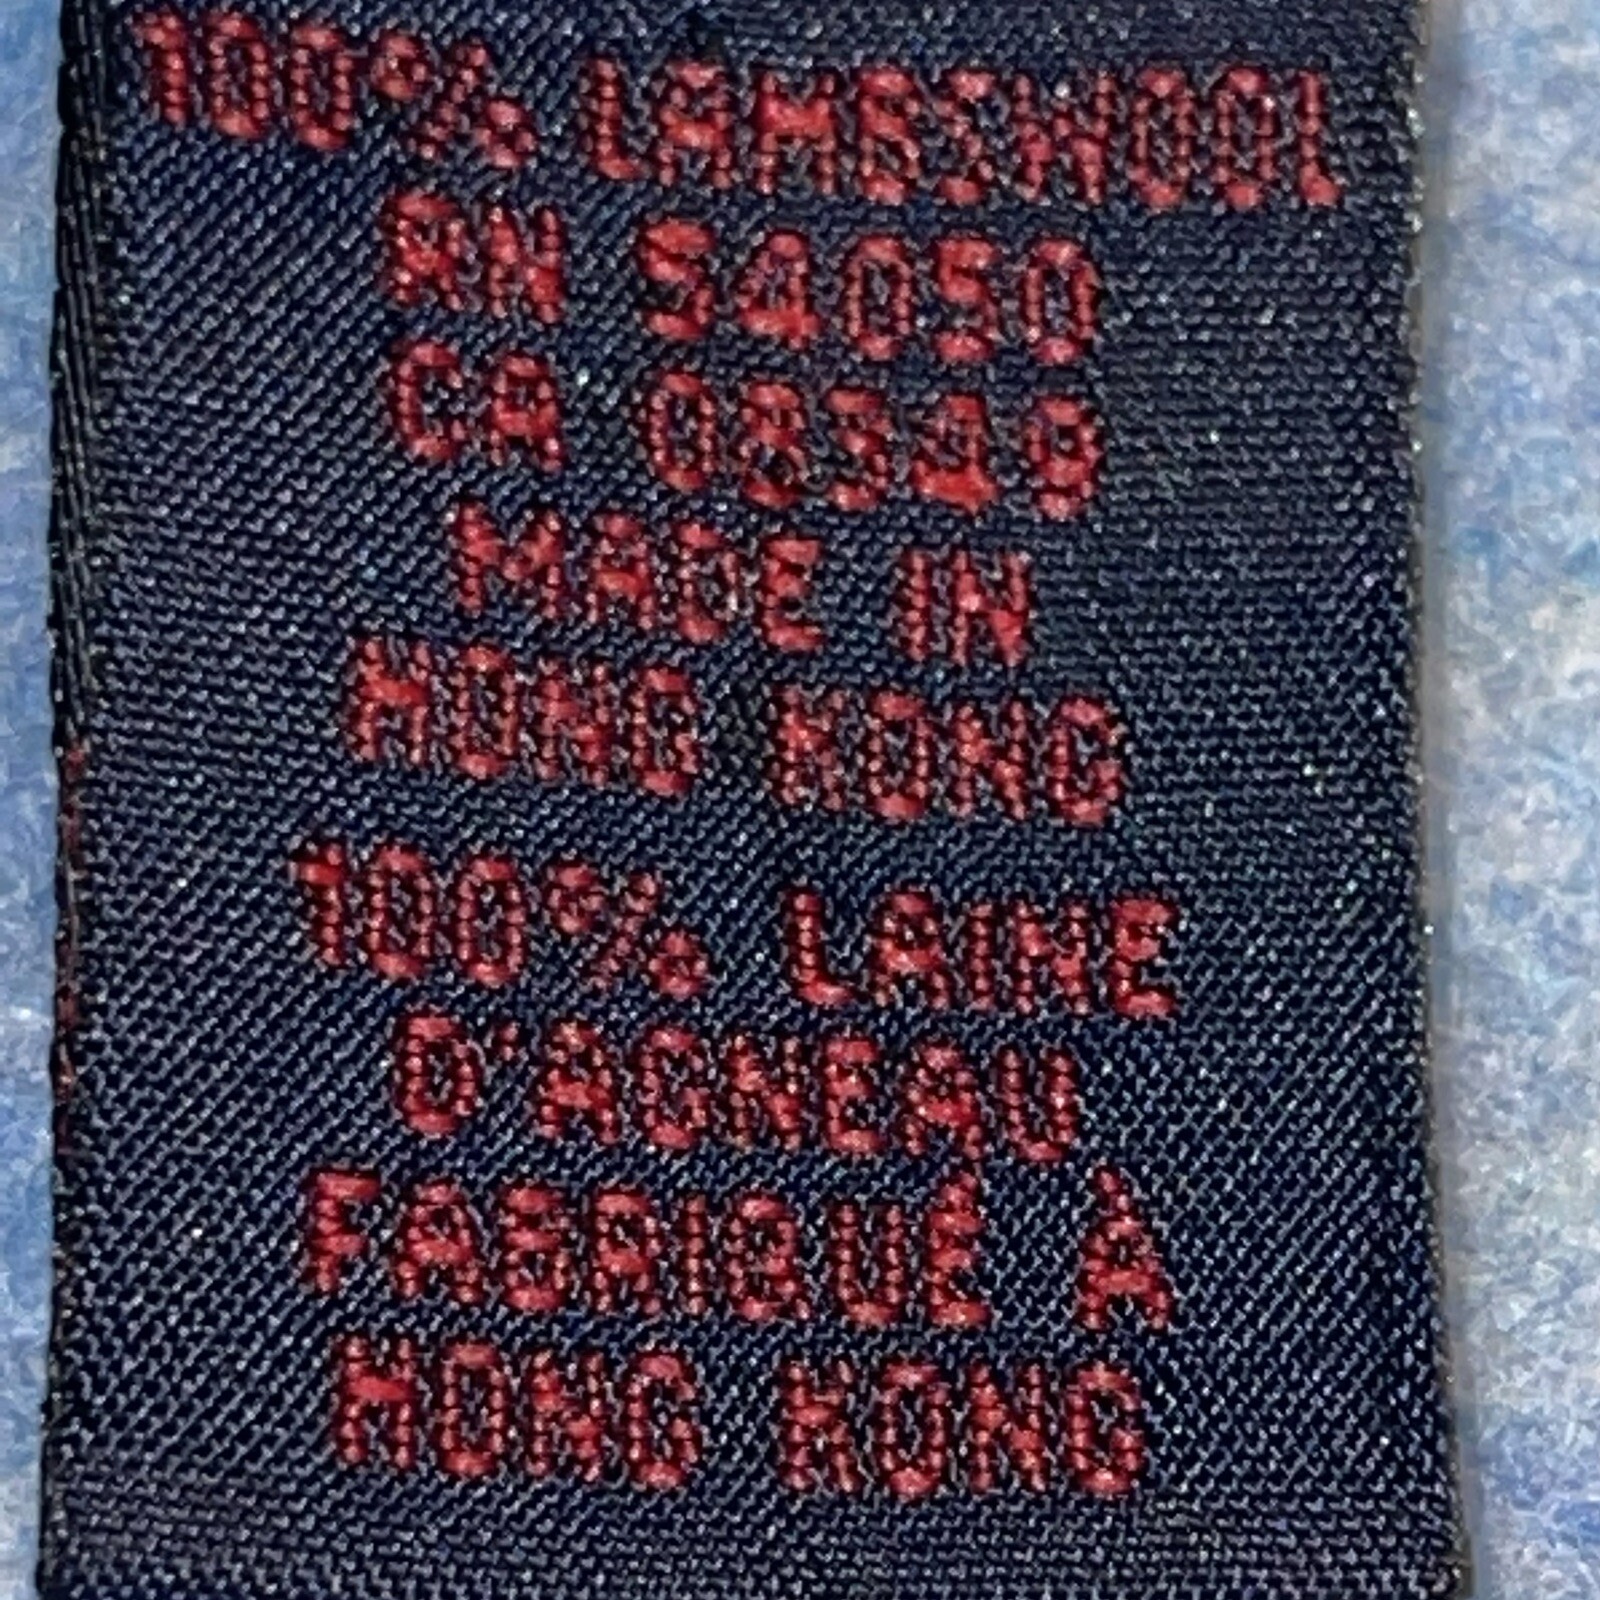 100% LAMBSWOOL
RN 54050
CA 08549
MADE IN
HONG KONG
100% LAINE
D'AGNEAU
FABRIQUÉ À
HONG KONG